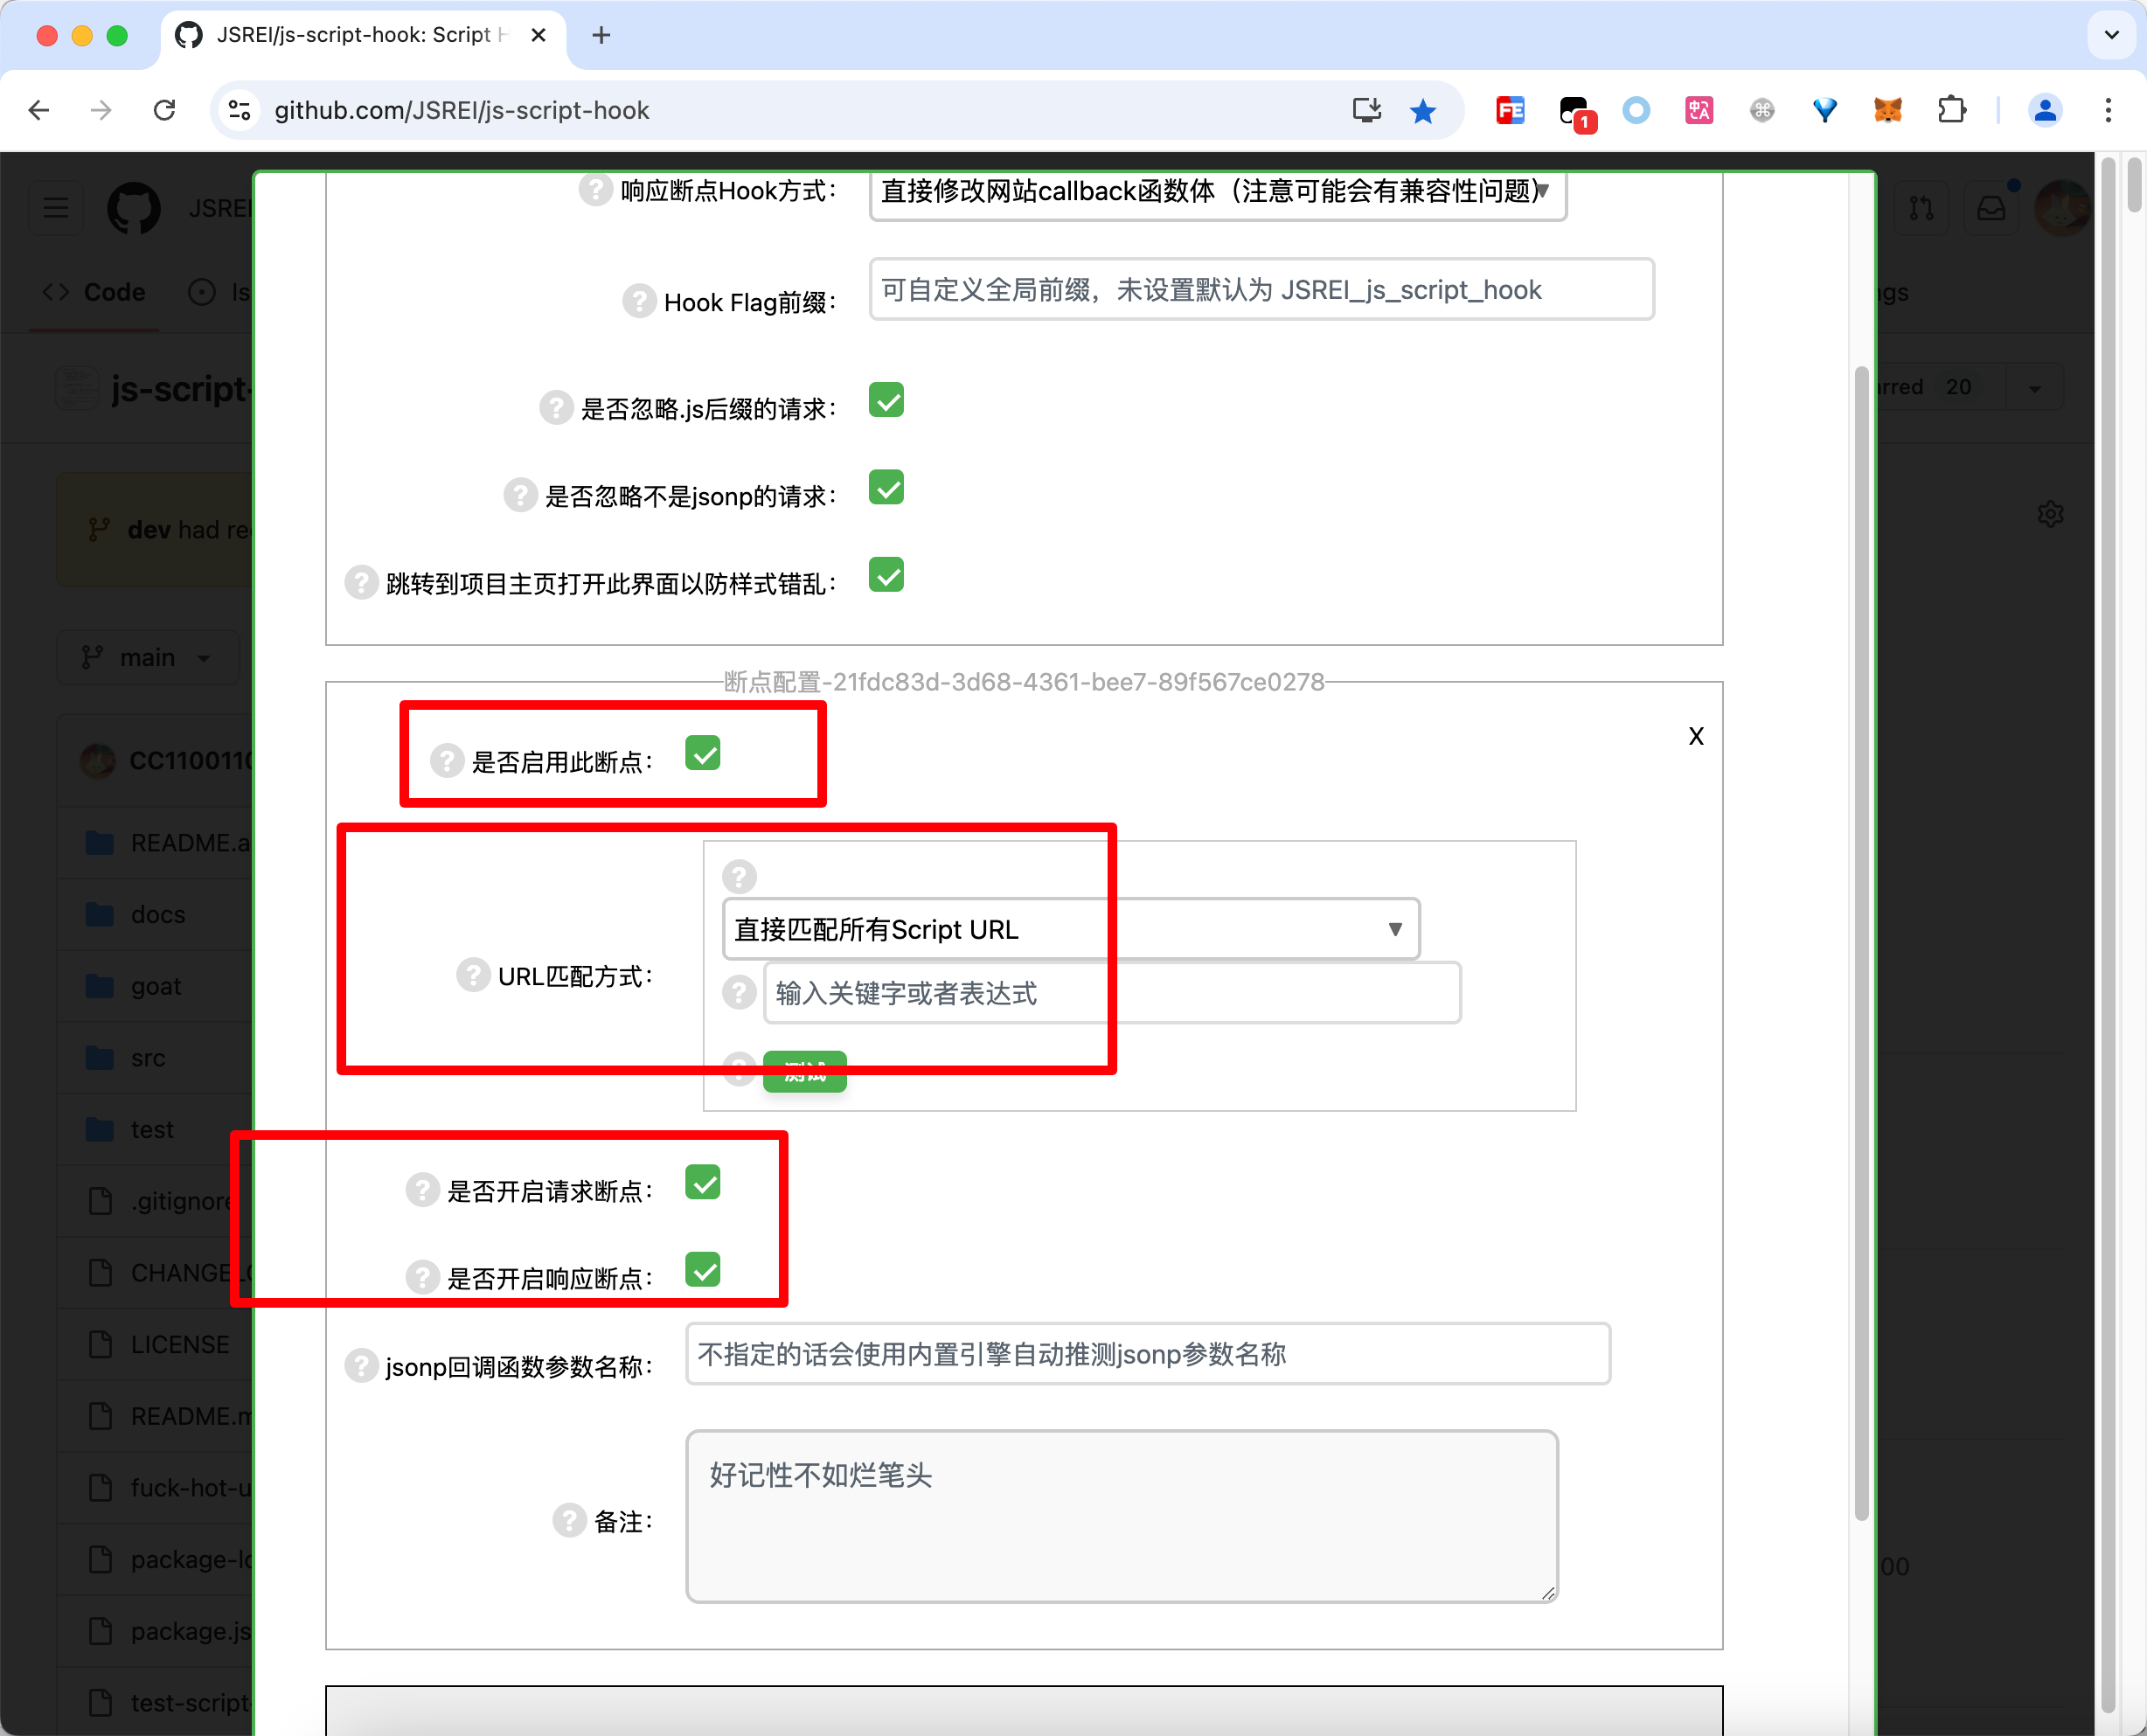 JSREI/js-script-hook: Script H
github.com/JSREI/js-script-hook
1
JSREI
响应断点Hook方式：
直接修改网站callback函数体（注意可能会有兼容性问题）
Code
Is
Hook Flag前缀：
可自定义全局前缀，未设置默认为 JSREI_js_script_hook
ngs
js-script-
是否忽略.js后缀的请求：
arred 20
是否忽略不是jsonp的请求：
dev had re
跳转到项目主页打开此界面以防样式错乱：
main
断点配置-21fdc83d-3d68-4361-bee7-89f567ce0278
X
CC1100110
是否启用此断点：
README.a
docs
直接匹配所有Script URL
goat
URL匹配方式：
输入关键字或者表达式
src
测试
test
.gitignore
是否开启请求断点：
CHANGELO
是否开启响应断点：
LICENSE
jsonp回调函数参数名称：
不指定的话会使用内置引擎自动推测jsonp参数名称
README.m
好记性不如烂笔头
fuck-hot-u
备注：
package-lo
00
package.js
test-script-